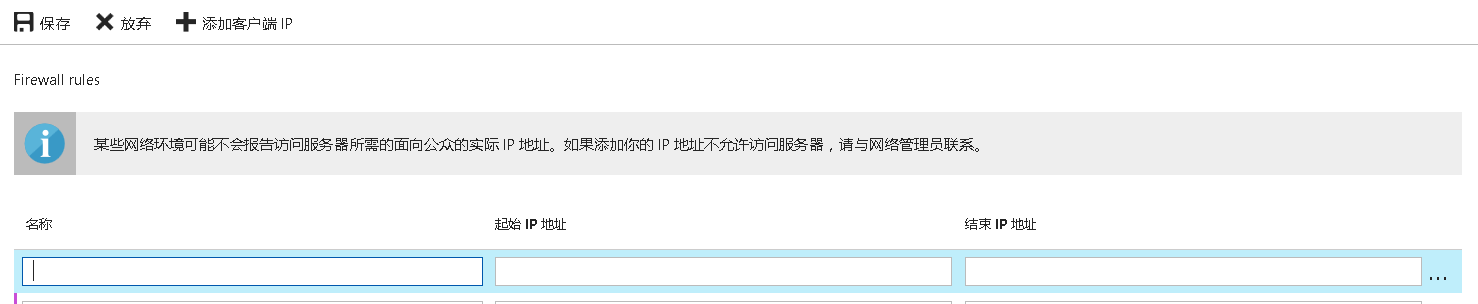 保存 放弃 添加客户端 IP
Firewall rules
某些网络环境可能不会报告访问服务器所需的面向公众的实际 IP 地址。如果添加你的 IP 地址不允许访问服务器，请与网络管理员联系。
名称 起始 IP 地址 结束 IP 地址
...